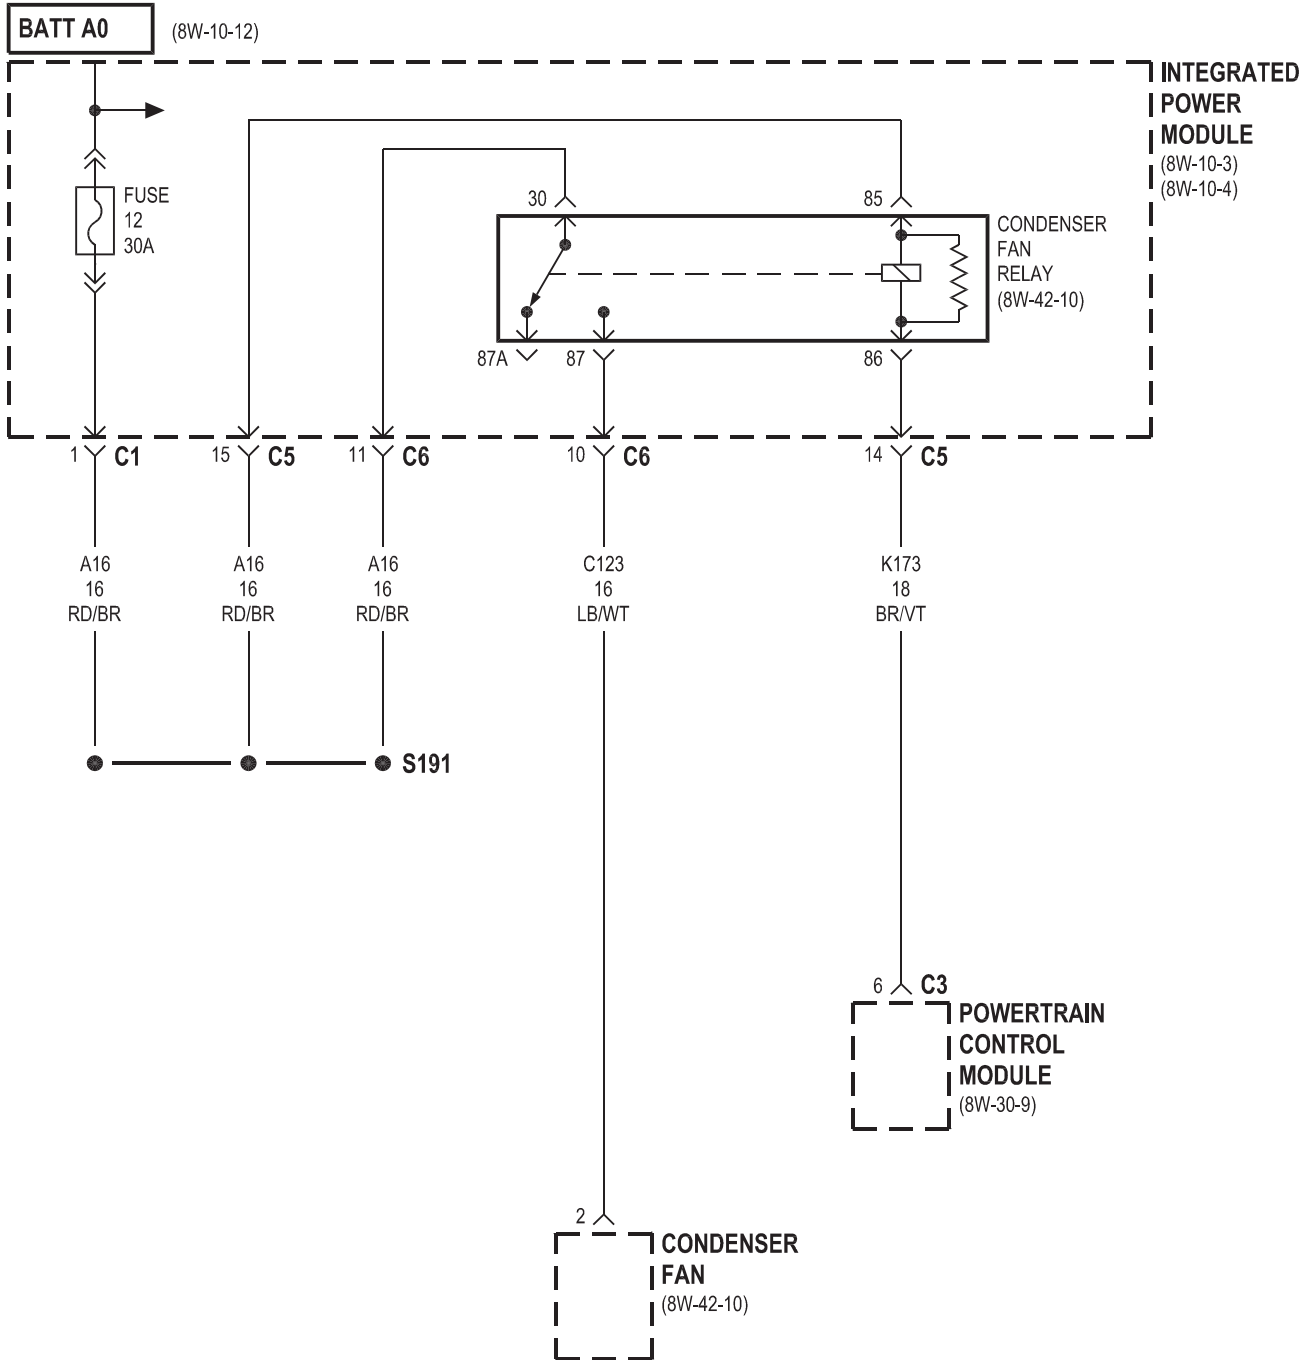 BATT A0
(8W-10-12)
INTEGRATED
POWER
MODULE
(8W-10-3)
(8W-10-4)
FUSE
12
30A
30
85
CONDENSER
FAN
RELAY
(8W-42-10)
87A
87
86
1
C1
15
C5
11
C6
10
C6
14
C5
A16
16
RD/BR
A16
16
RD/BR
A16
16
RD/BR
C123
16
LB/WT
K173
18
BR/VT
S191
6
C3
POWERTRAIN
CONTROL
MODULE
(8W-30-9)
2
CONDENSER
FAN
(8W-42-10)